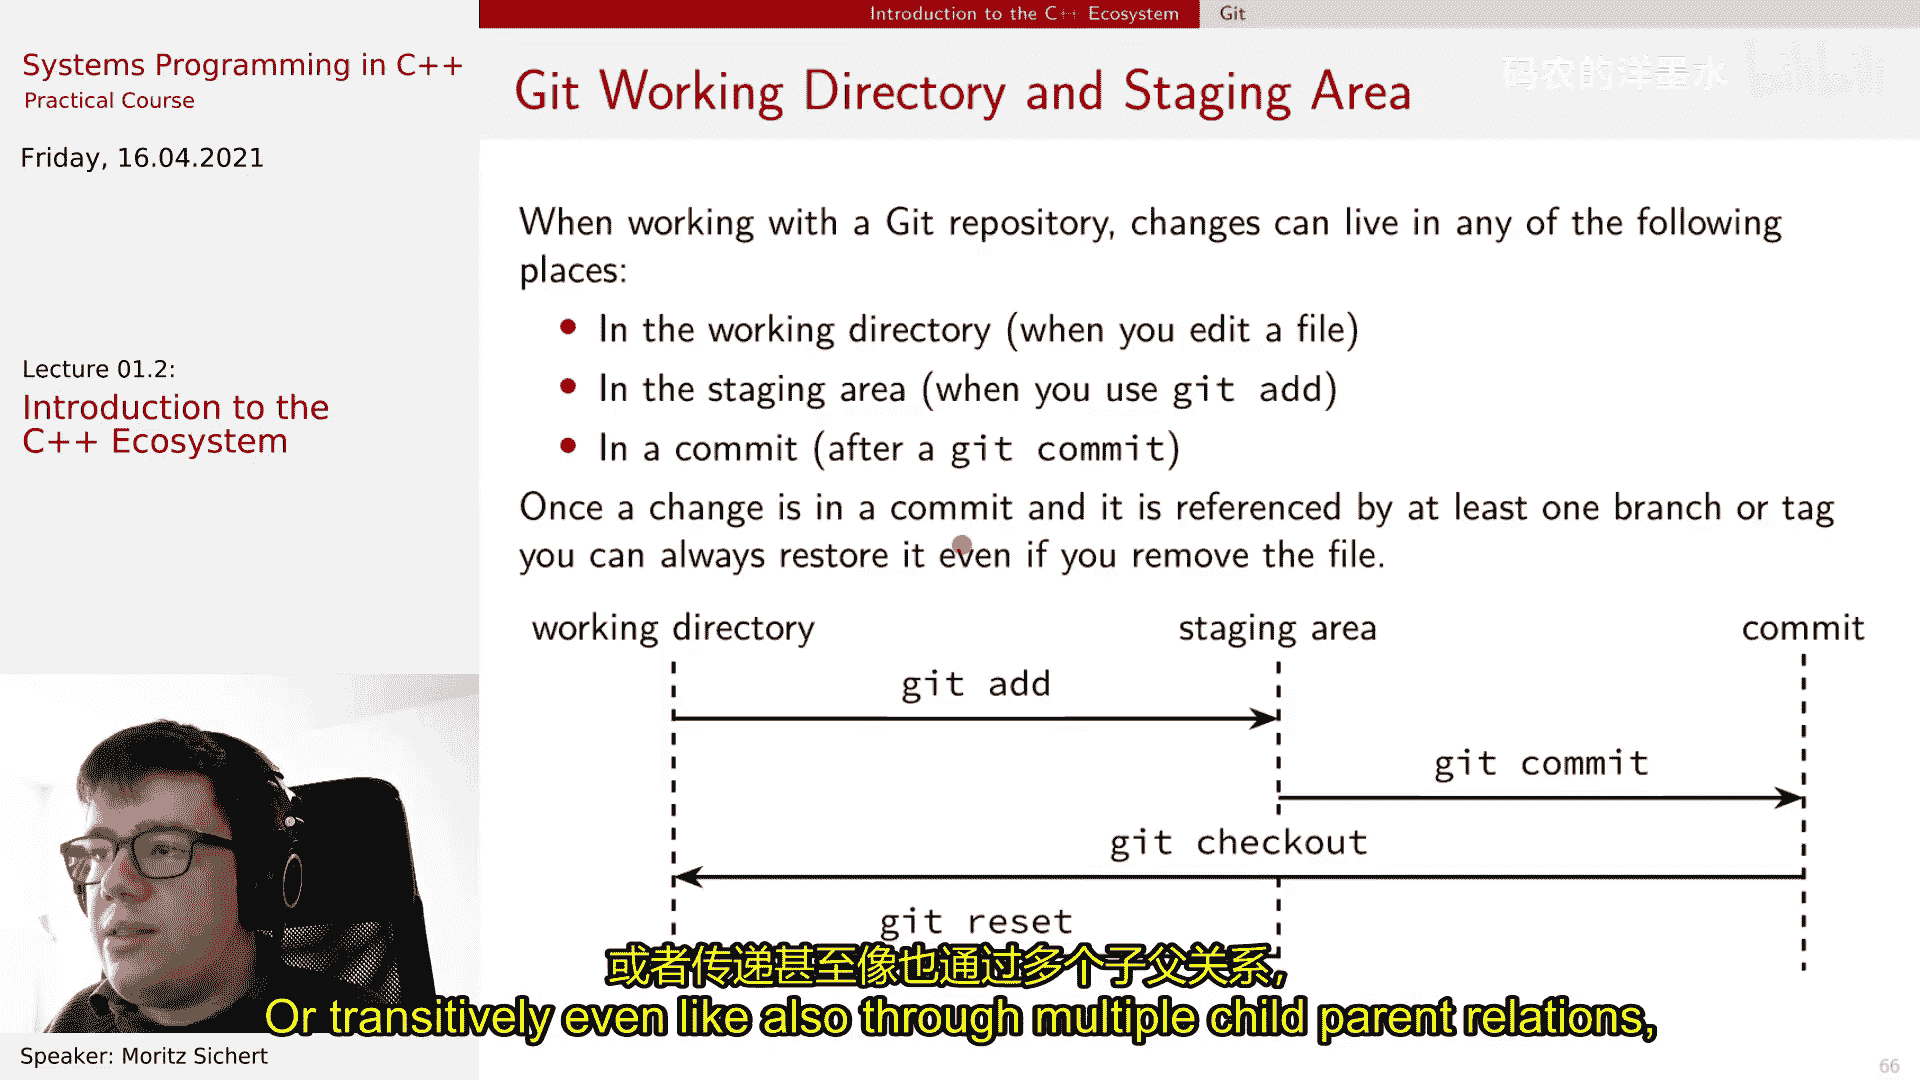 Introduction to the C++ Ecosystem
Git
Systems Programming in C++
Practical Course
Friday, 16.04.2021
Lecture 01.2:
Introduction to the
C++ Ecosystem
Git Working Directory and Staging Area
码农的洋墨水
When working with a Git repository, changes can live in any of the following
places:
• In the working directory (when you edit a file)
• In the staging area (when you use git add)
• In a commit (after a git commit)
Once a change is in a commit and it is referenced by at least one branch or tag
you can always restore it even if you remove the file.
working directory
staging area
commit
git add
git commit
git checkout
git reset
或者传递甚至像也通过多个子父关系,
Or transitively even like also through multiple child parent relations,
Speaker: Moritz Sichert
66